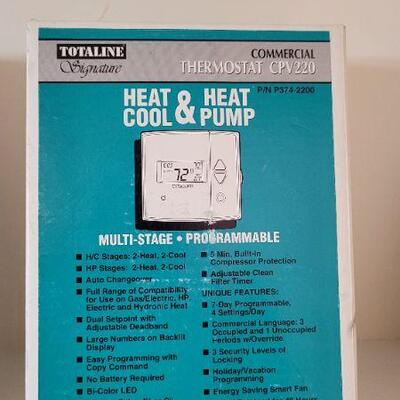 TOTALINE
Signature
COMMERCIAL
THERMOSTAT CPV220
P/N P374-2200
HEAT & HEAT
COOL PUMP
72
TOTALINE
MULTI-STAGE • PROGRAMMABLE
■ H/C Stages: 2-Heat, 2-Cool
■ HP Stages: 2-Heat, 2-Cool
■ Auto Changeover
■ Full Range of Compatibility
for Use on Gas/Electric, HP,
Electric and Hydronic Heat
■ Dual Setpoint with
Adjustable Deadband
■ Large Numbers on Backlit
Display
■ Easy Programming with
Copy Command
■ No Battery Required
■ Bi-Color LED
■ 5 Min. Built-in
Compressor Protection
■ Adjustable Clean
Filter Timer
UNIQUE FEATURES:
■ 7-Day Programmable,
4 Settings/Day
■ Commercial Language: 3
Occupied and 1 Unoccupied
Periods w/Override
■ 3 Security Levels of
Locking
■ Holiday/Vacation
Programming
■ Energy Saving Smart Fan